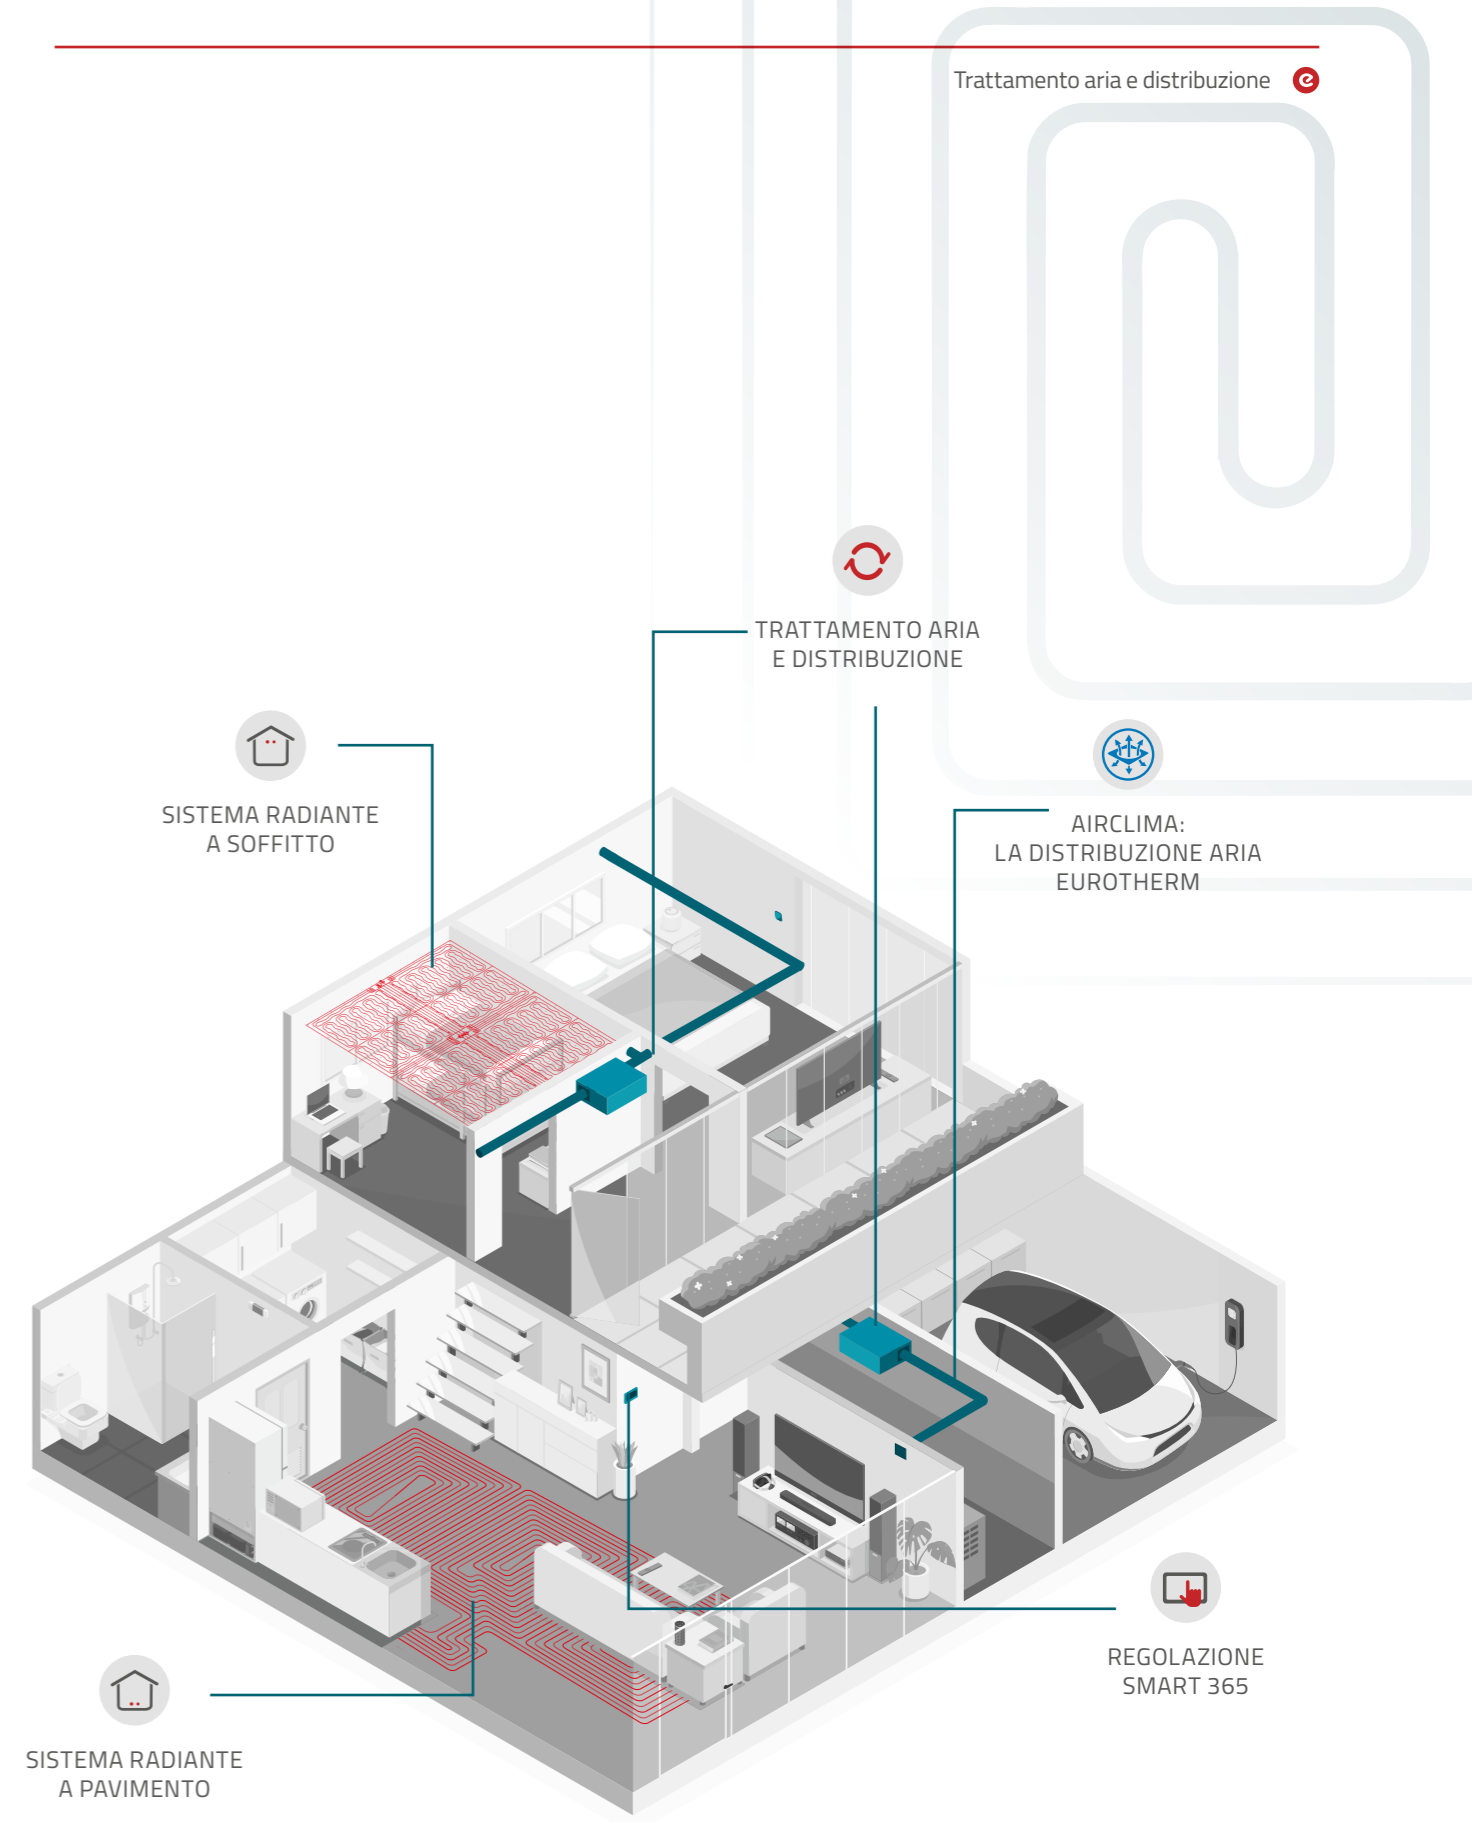 Trattamento aria e distribuzione
TRATTAMENTO ARIA
E DISTRIBUZIONE
SISTEMA RADIANTE
A SOFFITTO
AIRCLIMA:
LA DISTRIBUZIONE ARIA
EUROTHERM
REGOLAZIONE
SMART 365
SISTEMA RADIANTE
A PAVIMENTO